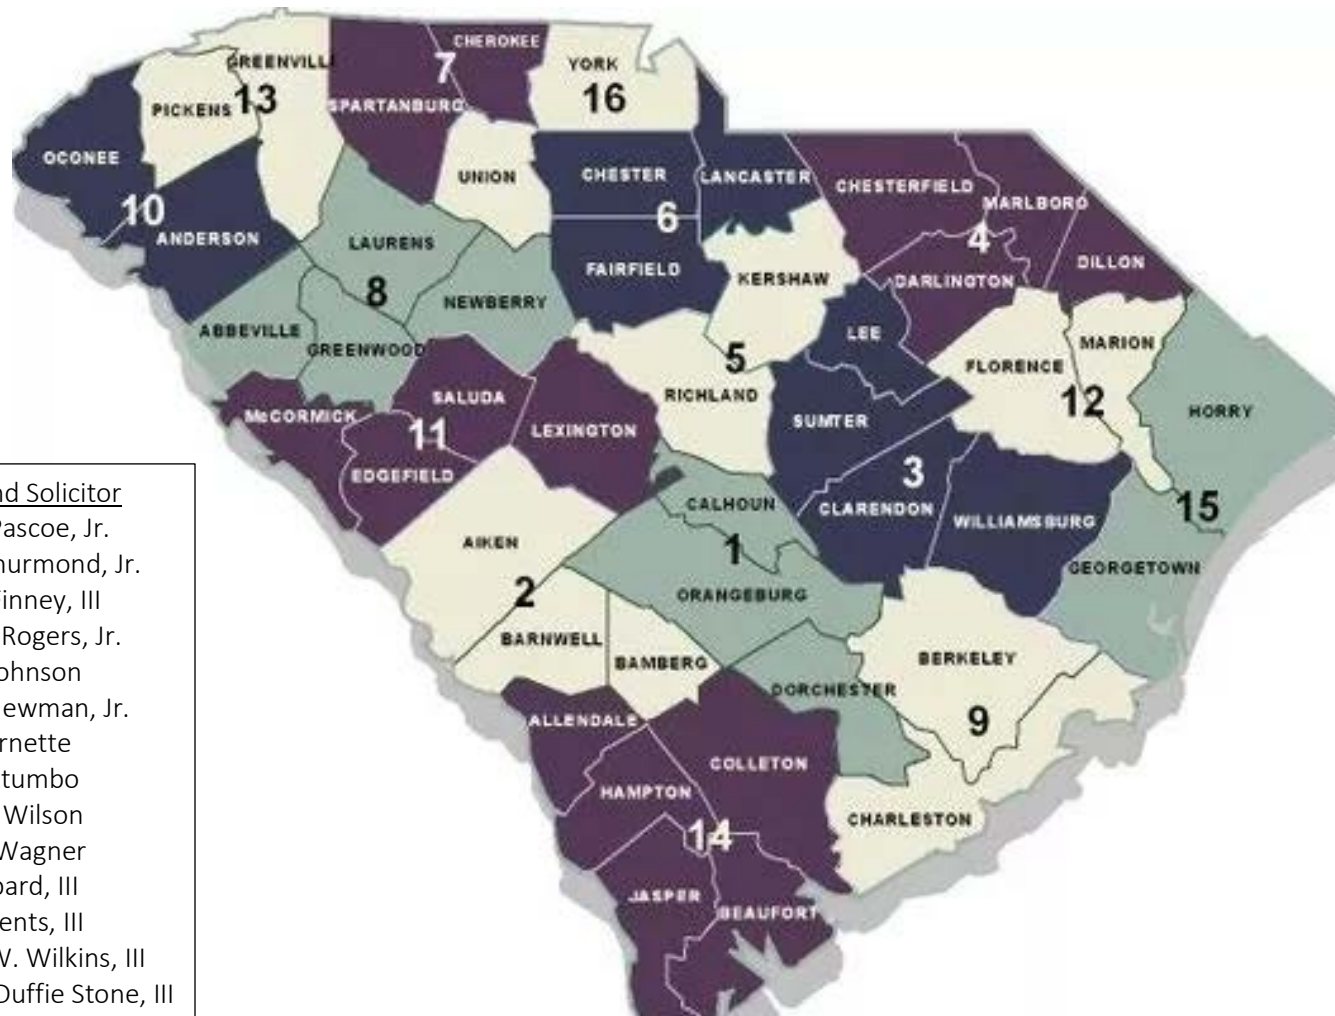 GREENVILLE
CHEROKEE
7
YORK
16
PICKENS
13
SPARTANBURG
OCONEE
UNION
CHESTER
LANCASTER
CHESTERFIELD
MARLBORO
10
ANDERSON
6
4
LAURENS
FAIRFIELD
KERSHAW
DARLINGTON
DILLON
8
NEWBERRY
ABBEVILLE
GREENWOOD
LEE
MARION
5
FLORENCE
SALUDA
RICHLAND
12
McCORMICK
11
LEXINGTON
SUMTER
HORRY
EDGEFIELD
3
CALHOUN
CLARENDON
WILLIAMSBURG
15
AIKEN
1
GEORGETOWN
2
ORANGEBURG
BARNWELL
BAMBERG
BERKELEY
DORCHESTER
ALLENDALE
9
COLLETON
HAMPTON
CHARLESTON
14
JASPER
BEAUFORT
nd Solicitor
Pascoe, Jr.
hurmond, Jr.
inney, III
Rogers, Jr.
ohnson
ewman, Jr.
rnette
tumbo
Wilson
Wagner
bard, III
ents, III
W. Wilkins, III
Duffie Stone, III